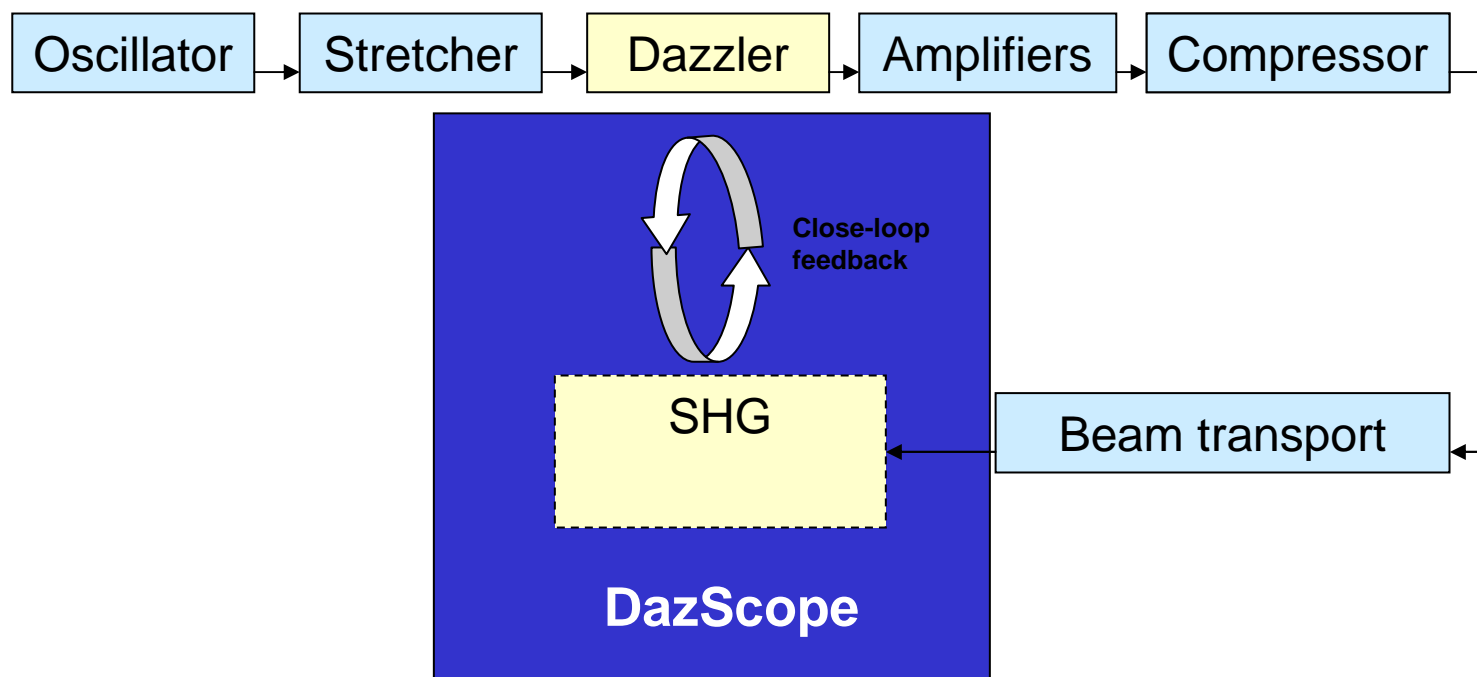 Oscillator
Stretcher
Dazzler
Amplifiers
Compressor
Close-loop
feedback
SHG
Beam transport
DazScope